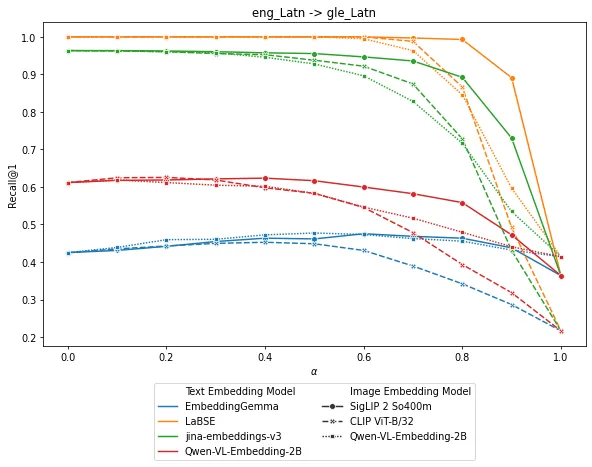 eng_Latn -> gle_Latn
Recall@1
1.0
0.9
0.8
0.7
0.6
0.5
0.4
0.3
0.2
0.0 0.2 0.4 0.6 0.8 1.0
α
Text Embedding Model Image Embedding Model
EmbeddingGemma SigLIP 2 So400m
LaBSE CLIP ViT-B/32
jina-embeddings-v3 Qwen-VL-Embedding-2B
Qwen-VL-Embedding-2B